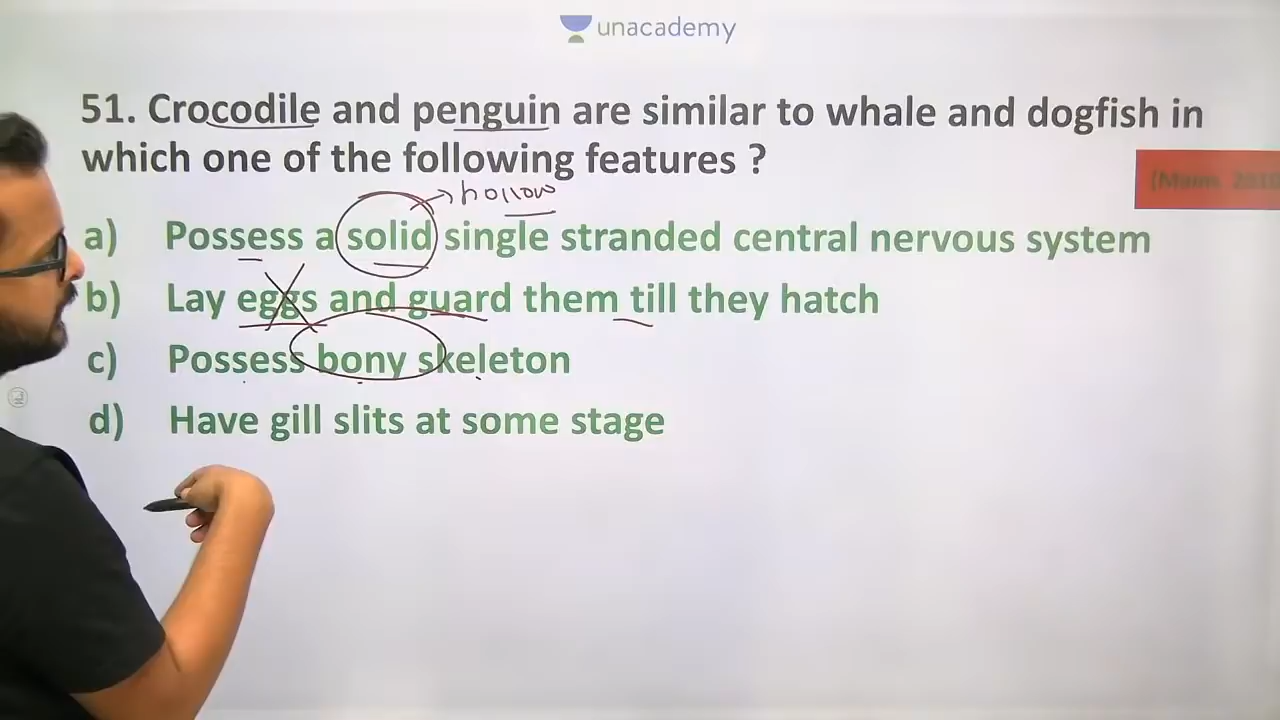 unacademy
51. Crocodile and penguin are similar to whale and dogfish in
which one of the following features ?
hollow
a) Possess a solid single stranded central nervous system
b) Lay eggs and guard them till they hatch
c) Possess bony skeleton
d) Have gill slits at some stage